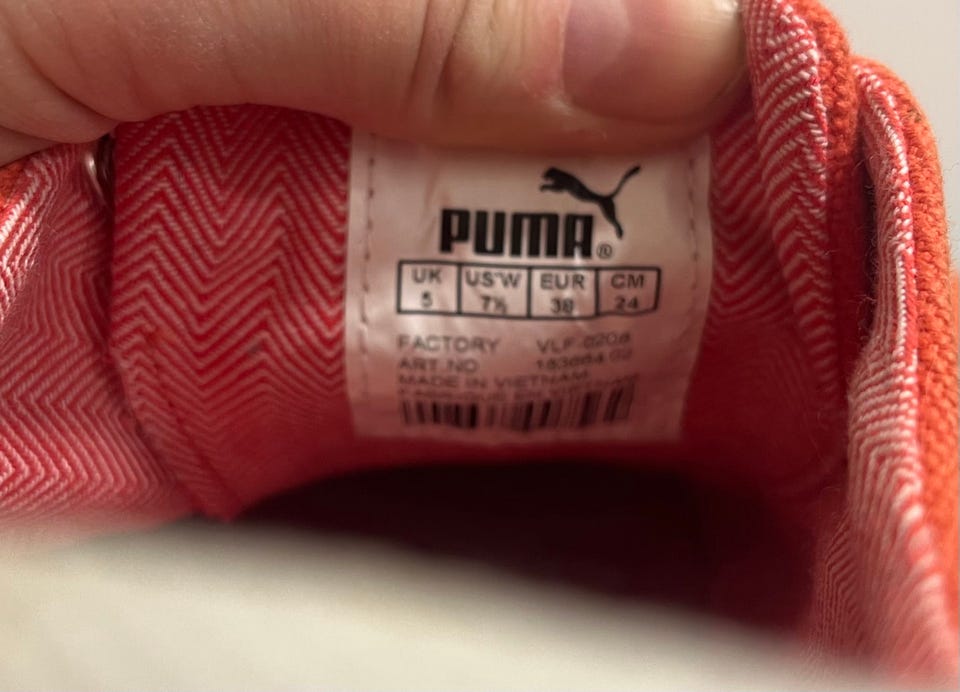 PUMA®
UK US'W EUR CM
5 7½ 38 24
FACTORY VLF-0208
ART.NO
MADE IN VIETNAM